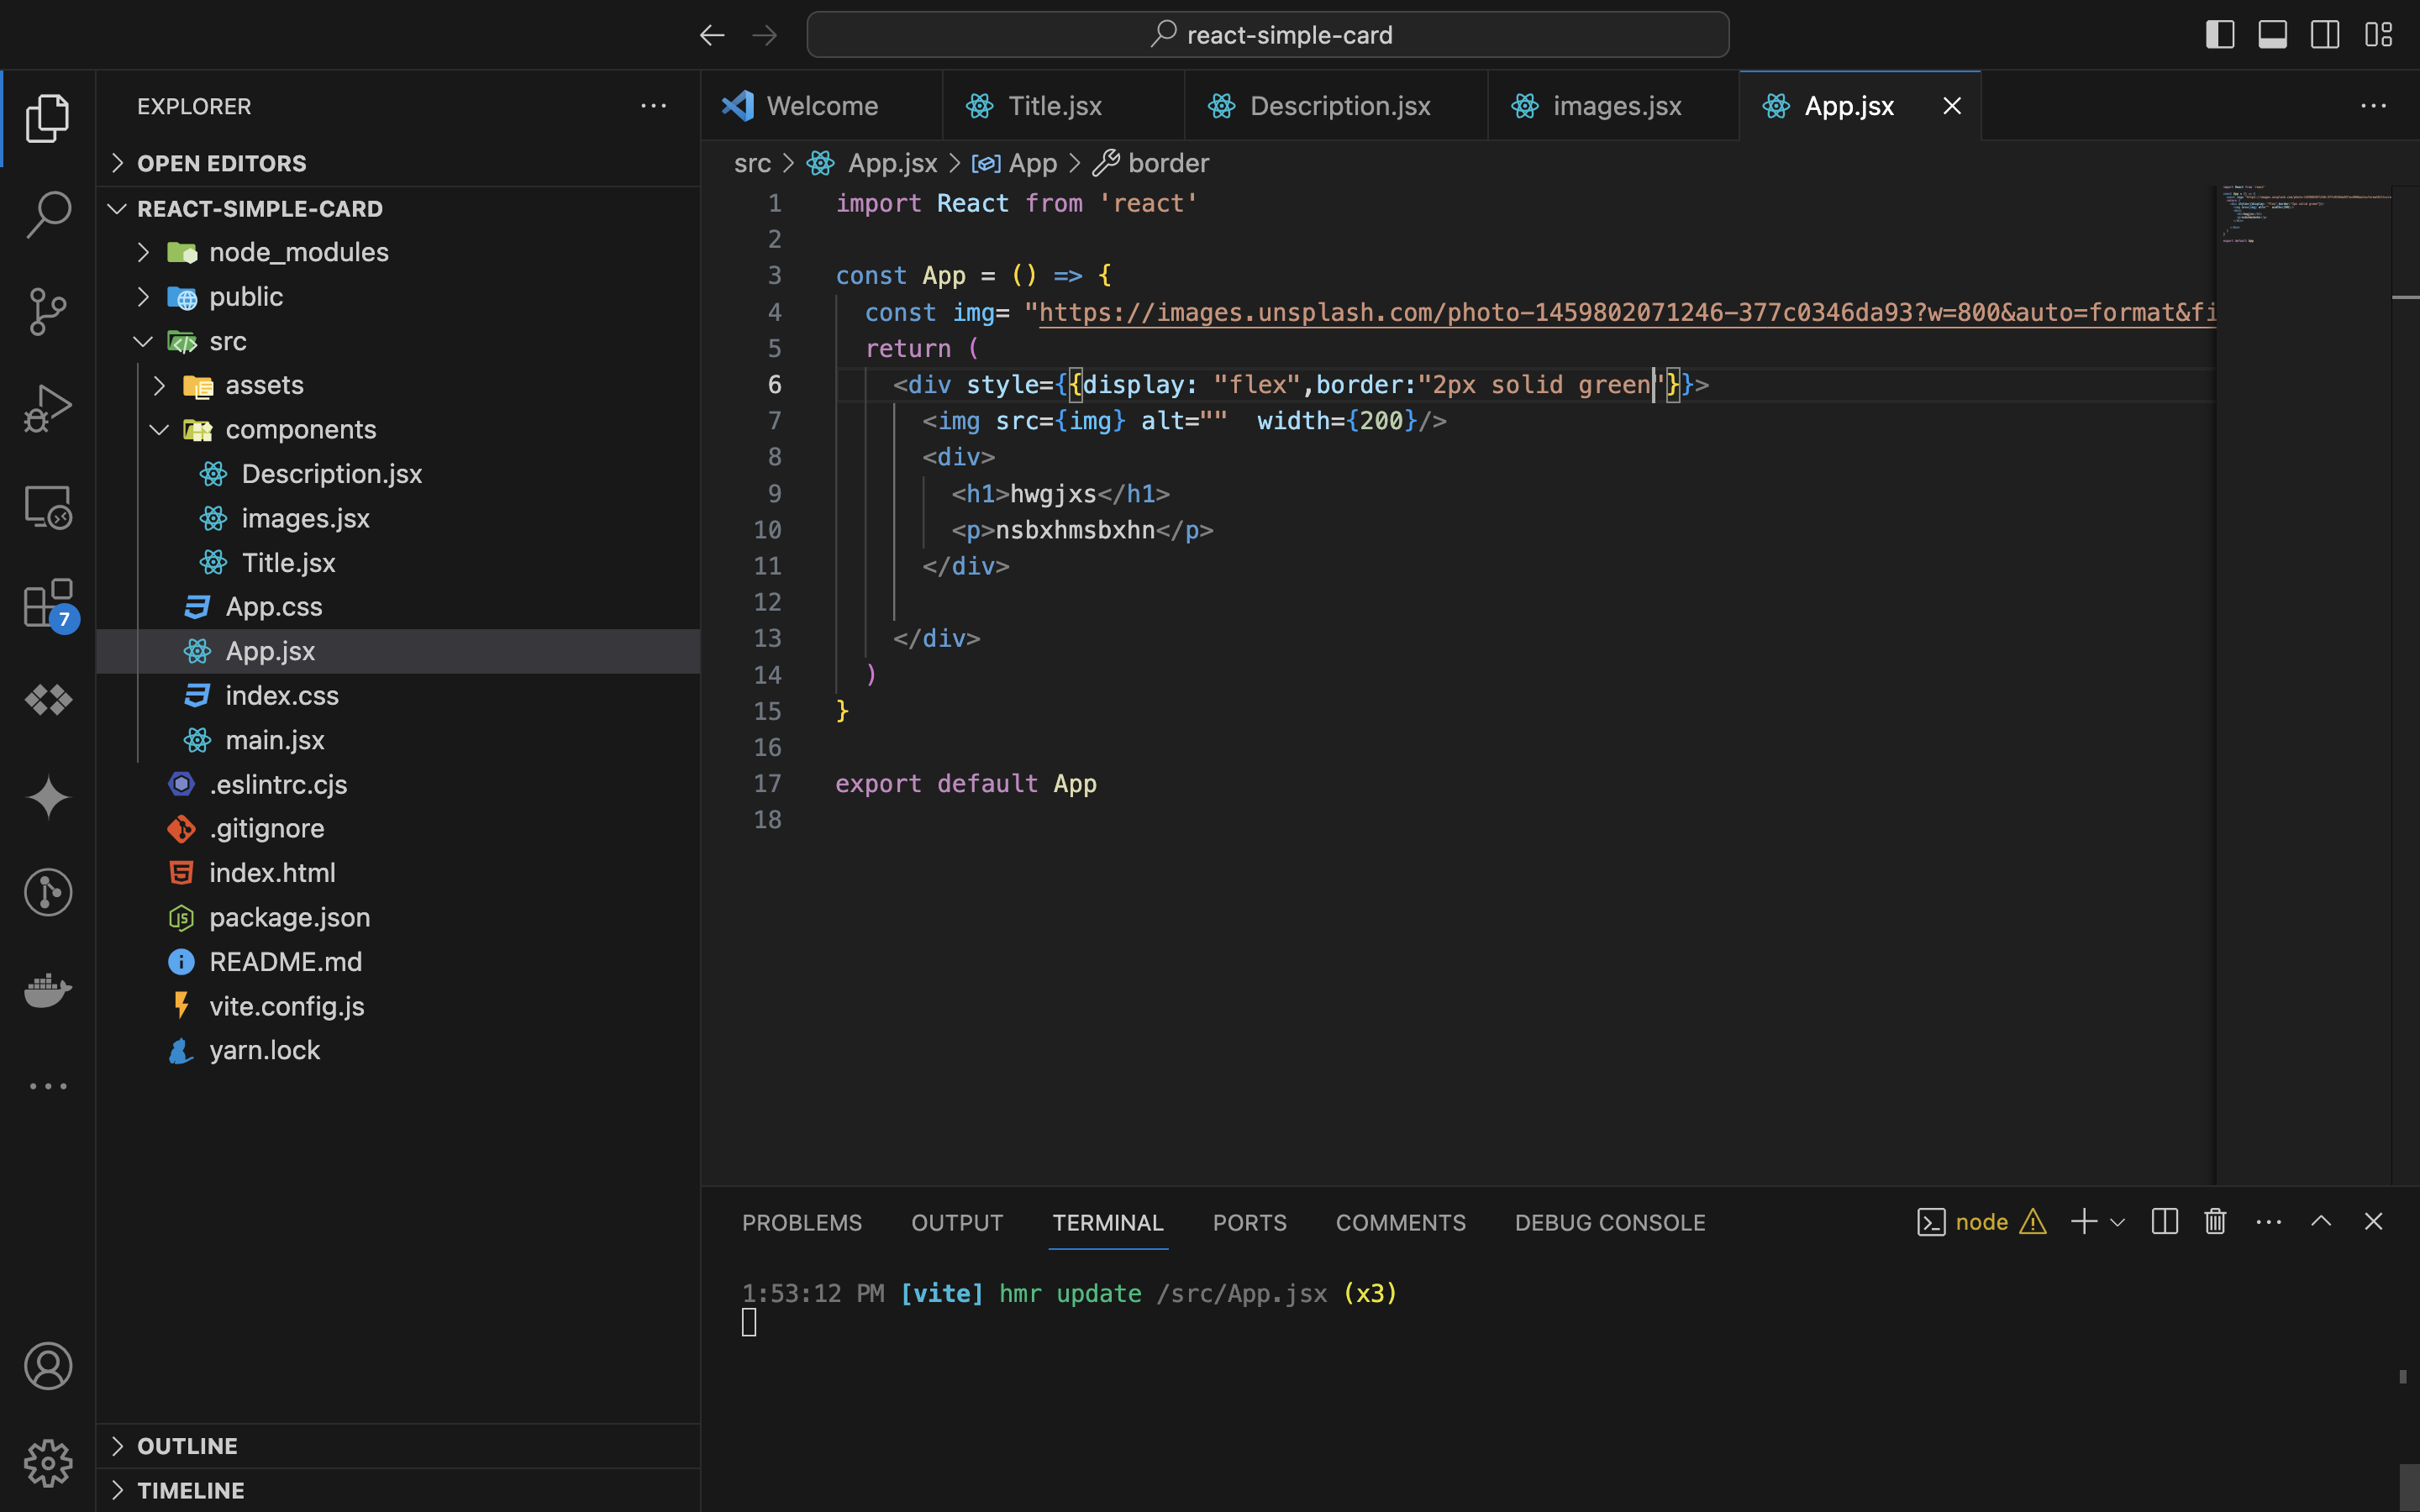 react-simple-card
EXPLORER
OPEN EDITORS
REACT-SIMPLE-CARD
node_modules
public
src
assets
components
Description.jsx
images.jsx
Title.jsx
App.css
App.jsx
index.css
main.jsx
.eslintrc.cjs
.gitignore
index.html
package.json
README.md
vite.config.js
yarn.lock
OUTLINE
TIMELINE
7
Welcome
Title.jsx
Description.jsx
images.jsx
App.jsx
src > App.jsx > App > border
1 import React from 'react'
2
3 const App = () => {
4 const img= "https://images.unsplash.com/photo-1459802071246-377c0346da93?w=800&auto=format&fi
5 return (
6 <div style={{display: "flex",border:"2px solid green"}}>
7 <img src={img} alt=""  width={200}/>
8 <div>
9 <h1>hwgjxs</h1>
10 <p>nsbxhmsbxhn</p>
11 </div>
12
13 </div>
14 )
15 }
16
17 export default App
18
PROBLEMS OUTPUT TERMINAL PORTS COMMENTS DEBUG CONSOLE
node
1:53:12 PM [vite] hmr update /src/App.jsx (x3)